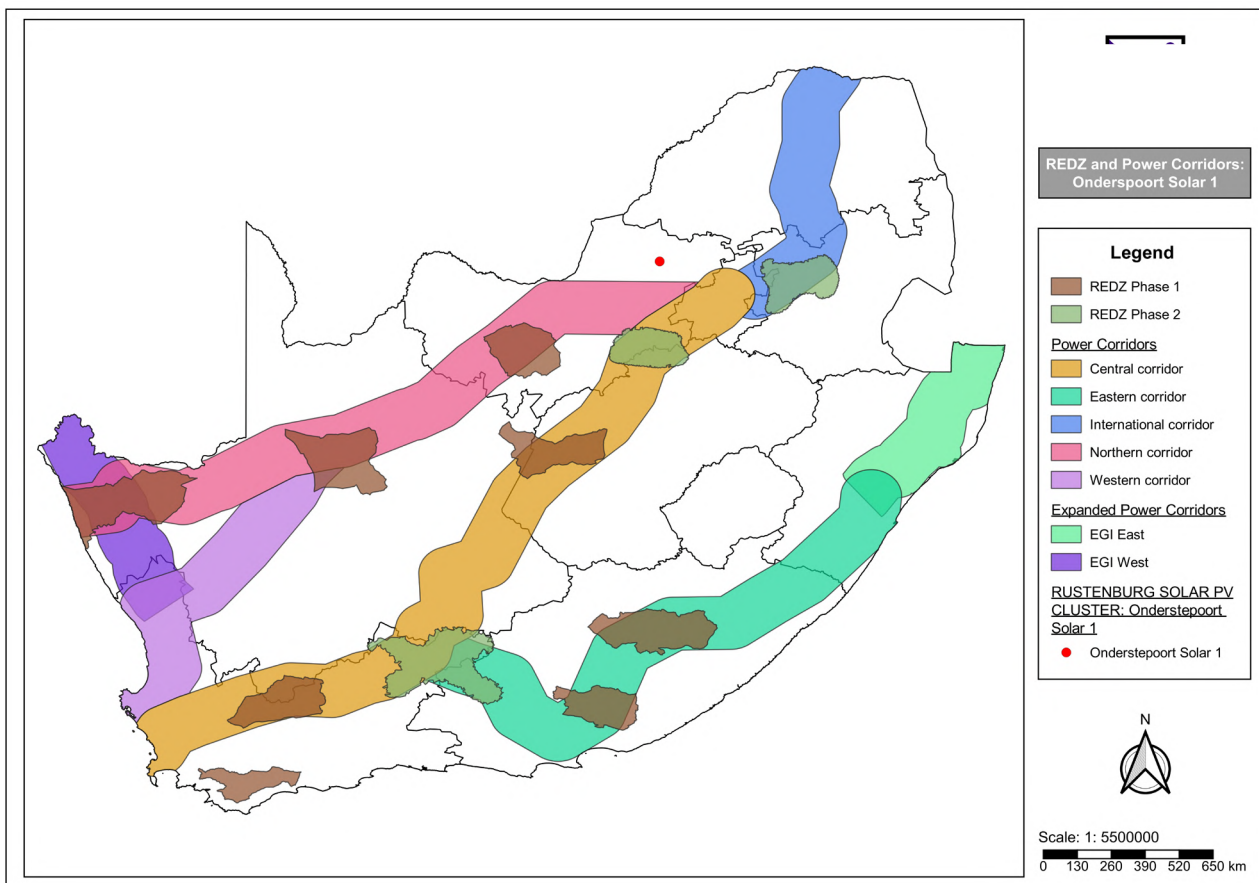 REDZ and Power Corridors:
Onderspoort Solar 1
Legend
REDZ Phase 1
REDZ Phase 2
Power Corridors
Central corridor
Eastern corridor
International corridor
Northern corridor
Western corridor
Expanded Power Corridors
EGI East
EGI West
RUSTENBURG SOLAR PV
CLUSTER: Onderstepoort
Solar 1
Onderstepoort Solar 1
N
Scale: 1: 5500000
0 130 260 390 520 650 km